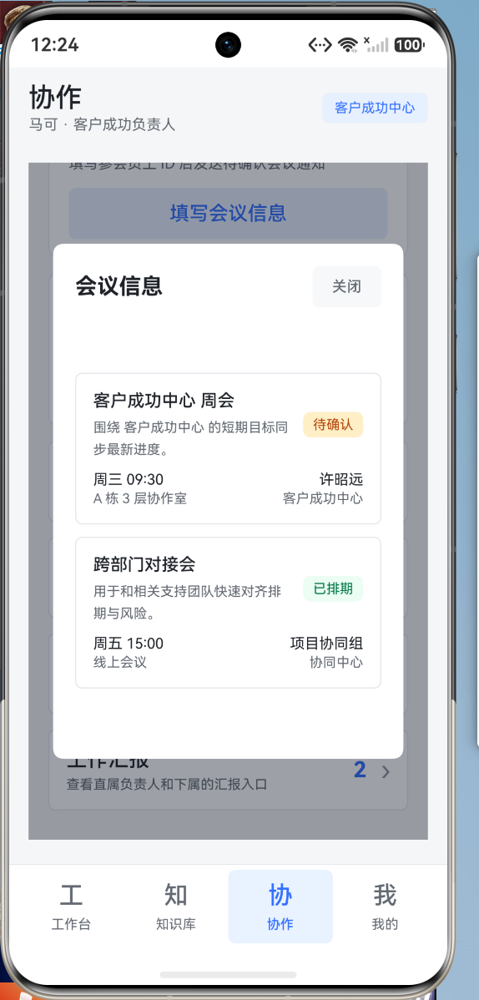 12:24
100
协作
马可 · 客户成功负责人
客户成功中心
填写参会员工 ID 后发送待确认会议通知
填写会议信息
会议信息
关闭
客户成功中心 周会
围绕 客户成功中心 的短期目标同
步最新进度。
待确认
周三 09:30
许昭远
A 栋 3 层协作室
客户成功中心
跨部门对接会
用于和相关支持团队快速对齐排
期与风险。
已排期
周五 15:00
项目协同组
线上会议
协同中心
工作汇报
查看直属负责人和下属的汇报入口
2
工
工作台
知
知识库
协
协作
我
我的